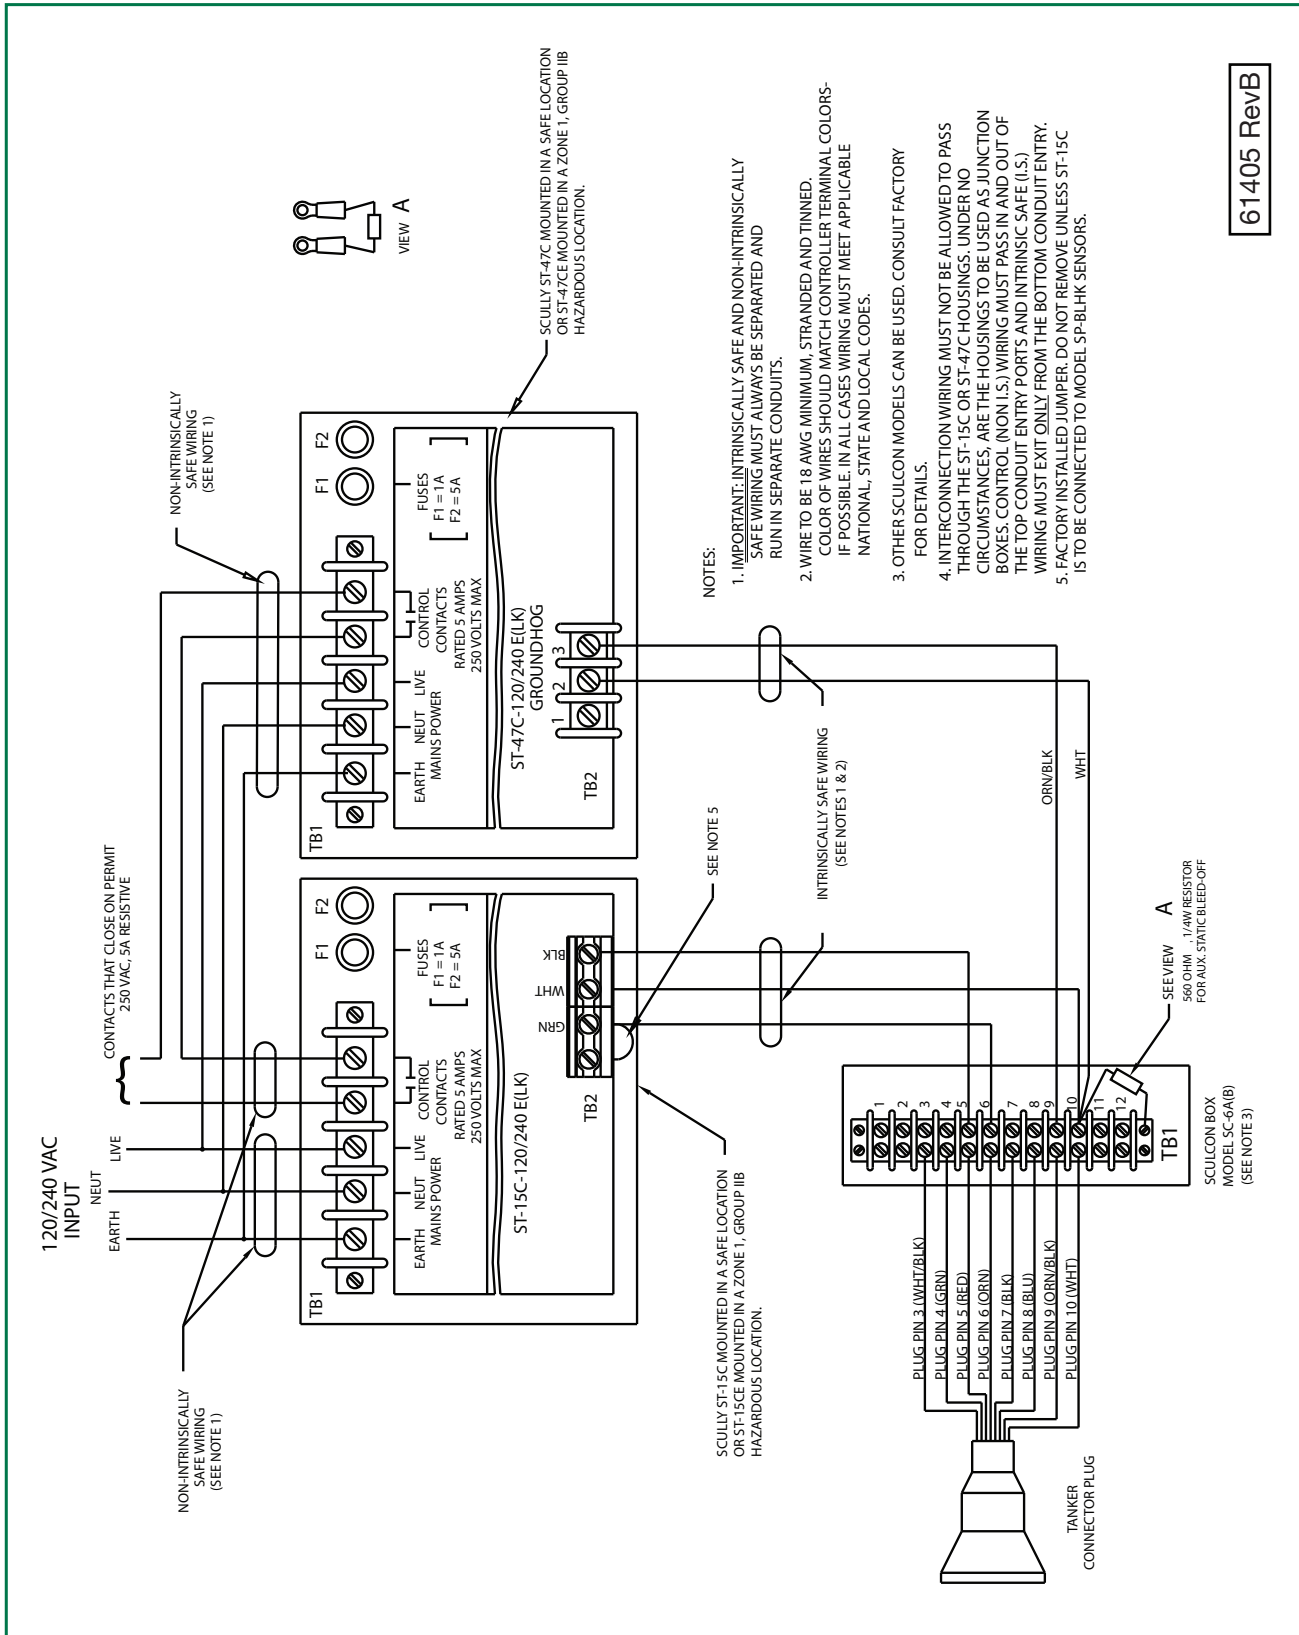 120/240 VAC
INPUT
EARTH
NEUT
LIVE
CONTACTS THAT CLOSE ON PERMIT
250 VAC, 5A RESISTIVE
{
NON-INTRINSICALLY
SAFE WIRING
(SEE NOTE 1)
NON-INTRINSICALLY
SAFE WIRING
(SEE NOTE 1)
VIEW A
SCULLY ST-47C MOUNTED IN A SAFE LOCATION
OR ST-47CE MOUNTED IN A ZONE 1, GROUP IIB
HAZARDOUS LOCATION.
TB1
F1
F2
EARTH
NEUT
LIVE
MAINS POWER
CONTROL
CONTACTS
RATED 5 AMPS
250 VOLTS MAX
FUSES
F1 = 1A
F2 = 5A
ST-15C-120/240 E(LK)
TB2
GRN
WHT
BLK
TB1
F1
F2
EARTH
NEUT
LIVE
MAINS POWER
CONTROL
CONTACTS
RATED 5 AMPS
250 VOLTS MAX
FUSES
F1 = 1A
F2 = 5A
ST-47C-120/240 E(LK)
GROUNDHOG
TB2
1
2
3
SEE NOTE 5
SCULLY ST-15C MOUNTED IN A SAFE LOCATION
OR ST-15CE MOUNTED IN A ZONE 1, GROUP IIB
HAZARDOUS LOCATION.
INTRINSICALLY SAFE WIRING
(SEE NOTES 1 & 2)
ORN/BLK
WHT
PLUG PIN 3 (WHT/BLK)
PLUG PIN 4 (GRN)
PLUG PIN 5 (RED)
PLUG PIN 6 (ORN)
PLUG PIN 7 (BLK)
PLUG PIN 8 (BLU)
PLUG PIN 9 (ORN/BLK)
PLUG PIN 10 (WHT)
1
2
3
4
5
6
7
8
9
10
11
12
TB1
SEE VIEW A
560 OHM , 1/4W RESISTOR
FOR AUX. STATIC BLEED-OFF
SCULCON BOX
MODEL SC-6A(B)
(SEE NOTE 3)
TANKER
CONNECTOR PLUG
NOTES:
1. IMPORTANT: INTRINSICALLY SAFE AND NON-INTRINSICALLY
SAFE WIRING MUST ALWAYS BE SEPARATED AND
RUN IN SEPARATE CONDUITS.
2. WIRE TO BE 18 AWG MINIMUM, STRANDED AND TINNED.
COLOR OF WIRES SHOULD MATCH CONTROLLER TERMINAL COLORS-
IF POSSIBLE. IN ALL CASES WIRING MUST MEET APPLICABLE
NATIONAL, STATE AND LOCAL CODES.
3. OTHER SCULCON MODELS CAN BE USED. CONSULT FACTORY
FOR DETAILS.
4. INTERCONNECTION WIRING MUST NOT BE ALLOWED TO PASS
THROUGH THE ST-15C OR ST-47C HOUSINGS. UNDER NO
CIRCUMSTANCES, ARE THE HOUSINGS TO BE USED AS JUNCTION
BOXES. CONTROL (NON I.S.) WIRING MUST PASS IN AND OUT OF
THE TOP CONDUIT ENTRY PORTS AND INTRINSIC SAFE (I.S.)
WIRING MUST EXIT ONLY FROM THE BOTTOM CONDUIT ENTRY.
5. FACTORY INSTALLED JUMPER. DO NOT REMOVE UNLESS ST-15C
IS TO BE CONNECTED TO MODEL SP-BLHK SENSORS.
61405 RevB